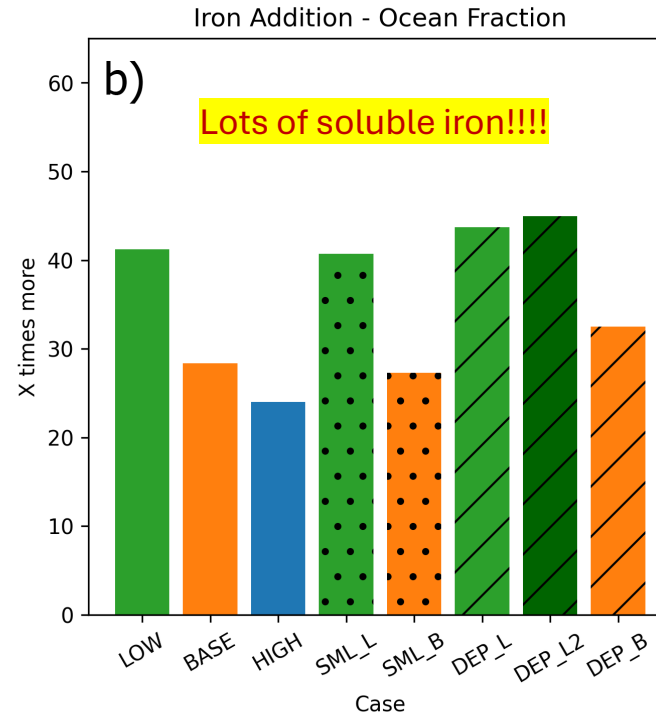 Iron Addition - Ocean Fraction
b)
Lots of soluble iron!!!!
X times more
60
50
40
30
20
10
0
LOW
BASE
HIGH
SML_L
SML_B
DEP_L
DEP_L2
DEP_B
Case